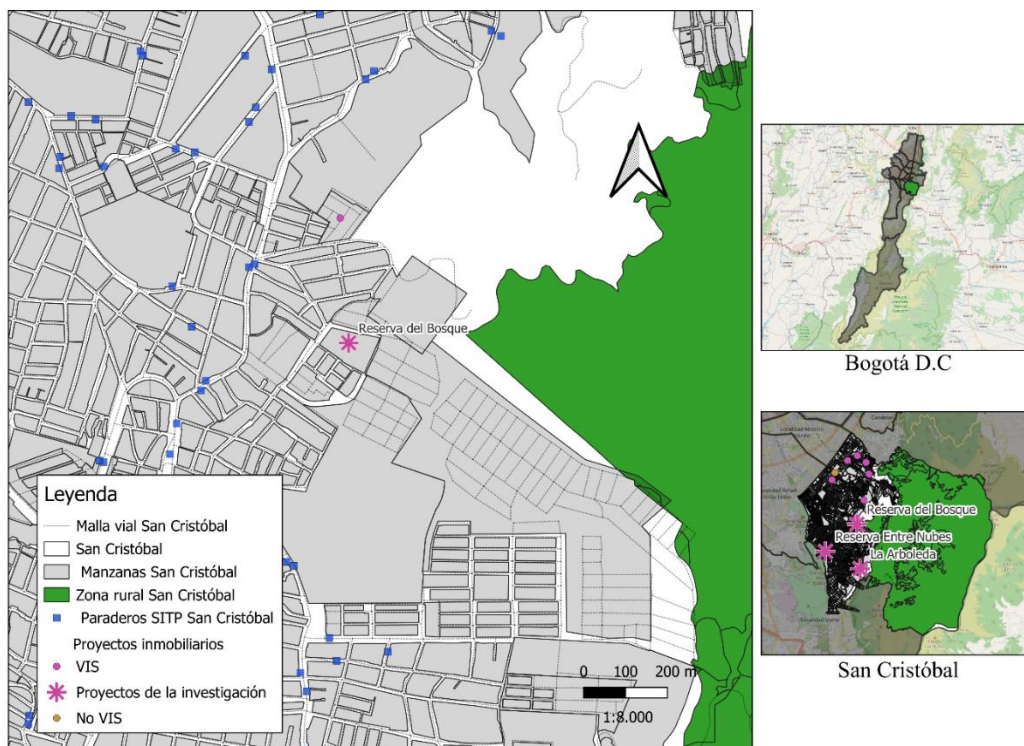 Reserva del Bosque
Leyenda
Malla vial San Cristóbal
San Cristóbal
Manzanas San Cristóbal
Zona rural San Cristóbal
Paraderos SITP San Cristóbal
Proyectos inmobiliarios
VIS
Proyectos de la investigación
No VIS
0 100 200 m
1:8.000
Bogotá D.C
Reserva del Bosque
Reserva Entre Nubes
La Arboleda
San Cristóbal